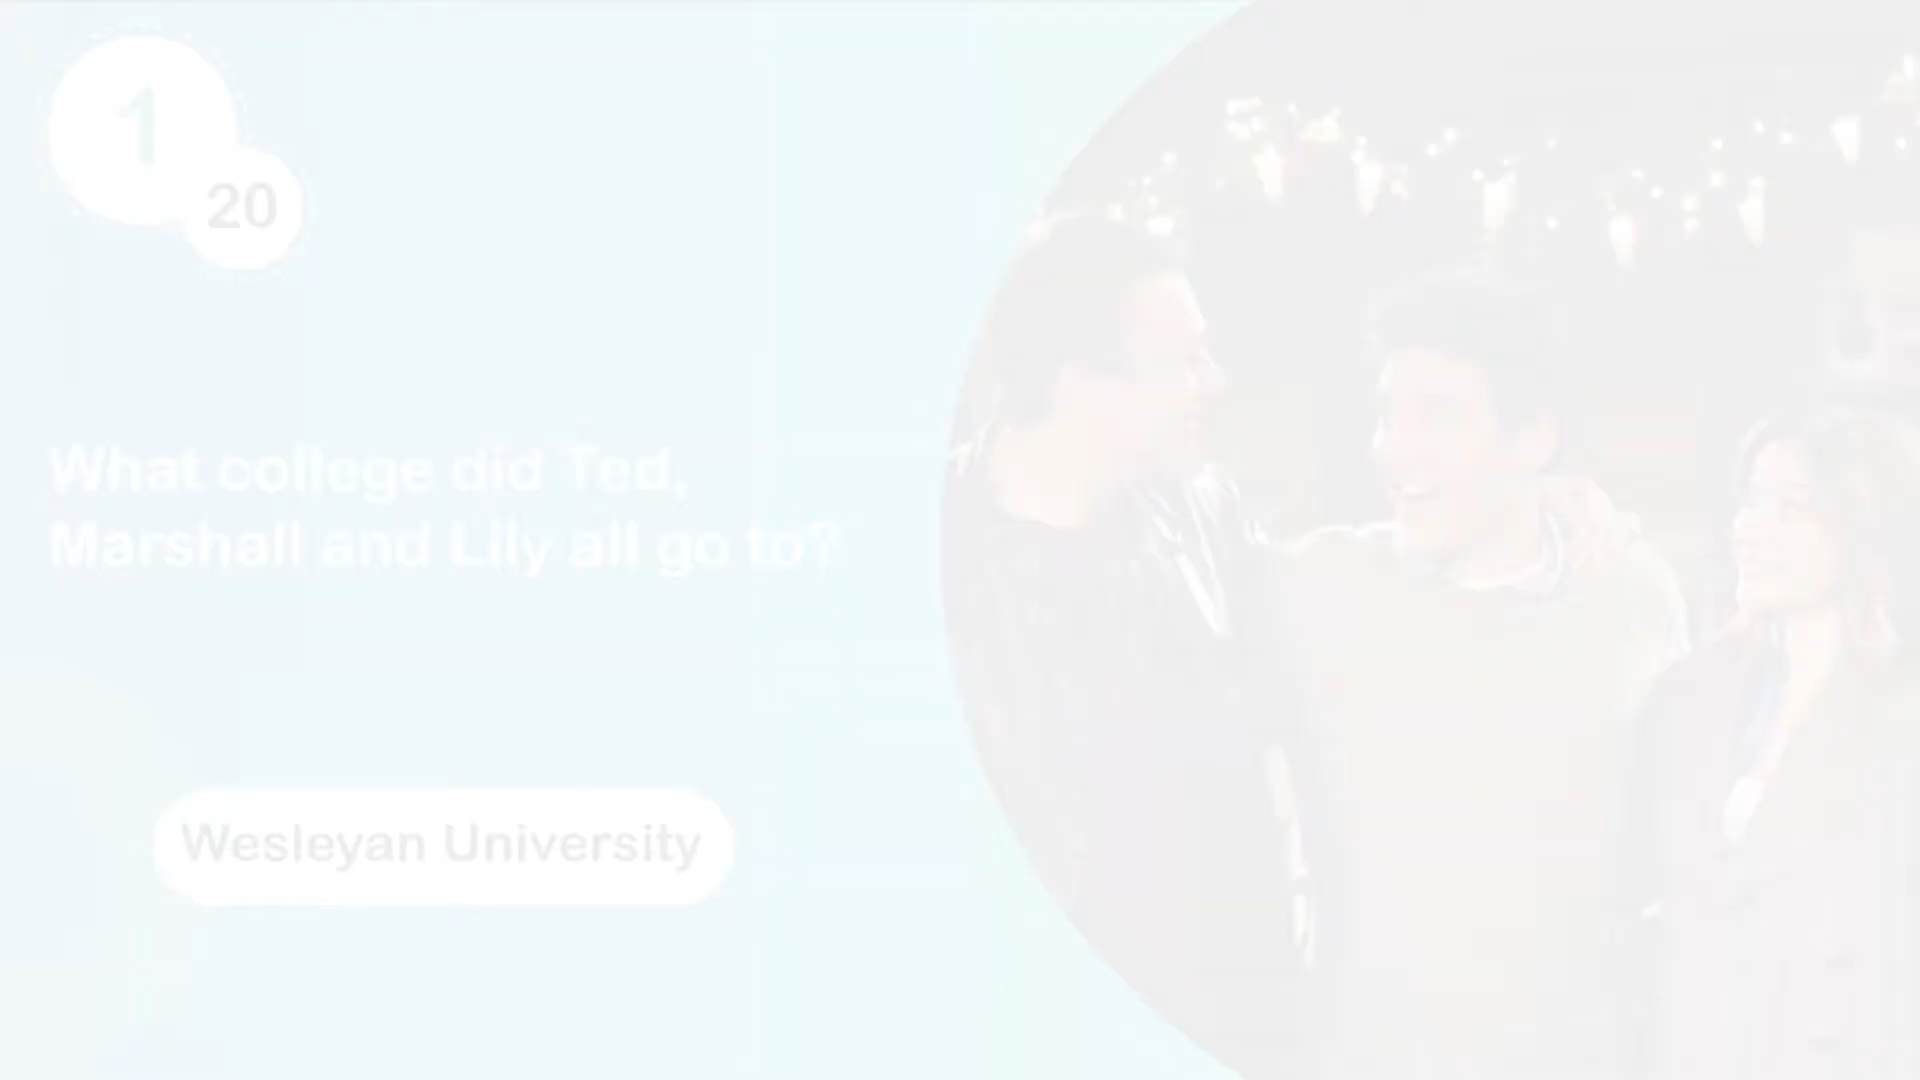 1
20
What college did Ted,
Marshall and Lily all go to?
Wesleyan University